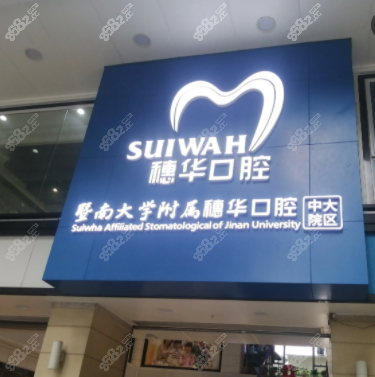 SUIWAH
穗华口腔
暨南大学附属穗华口腔 中大院区
Suiwha Affiliated Stomatological of Jinan University